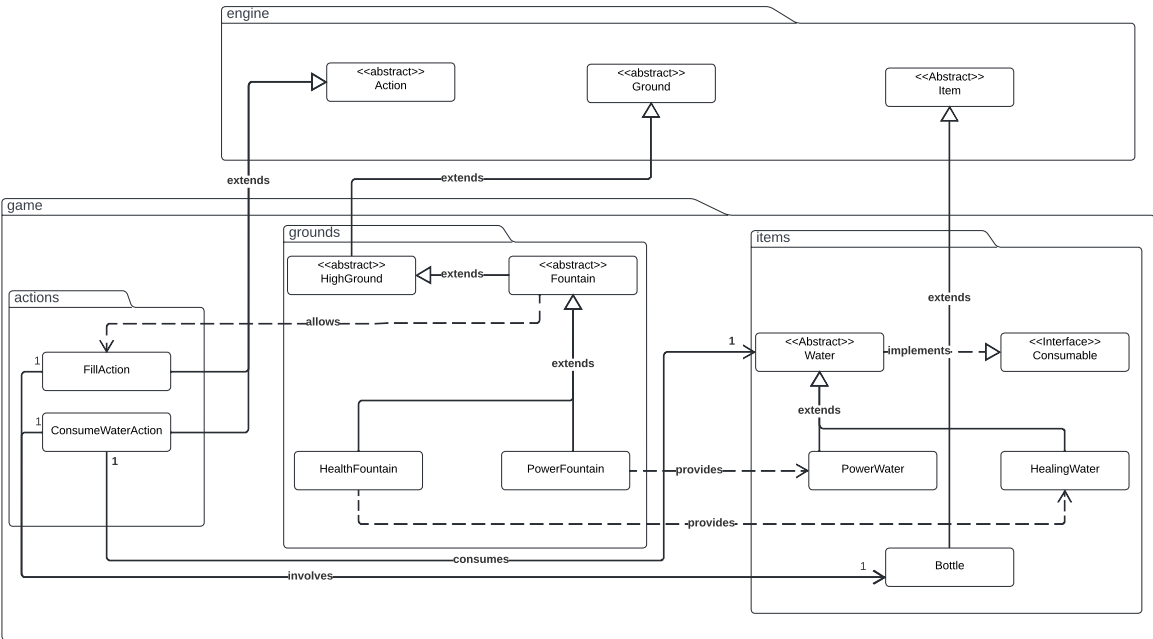 engine
<<abstract>>
Action
<<abstract>>
Ground
<<Abstract>>
Item
extends
extends
game
grounds
items
<<abstract>>
HighGround
extends
<<abstract>>
Fountain
actions
extends
allows
1
FillAction
extends
1
<<Abstract>>
Water
implements
<<Interface>>
Consumable
extends
1
ConsumeWaterAction
1
HealthFountain
PowerFountain
provides
PowerWater
HealingWater
provides
consumes
involves
1
Bottle